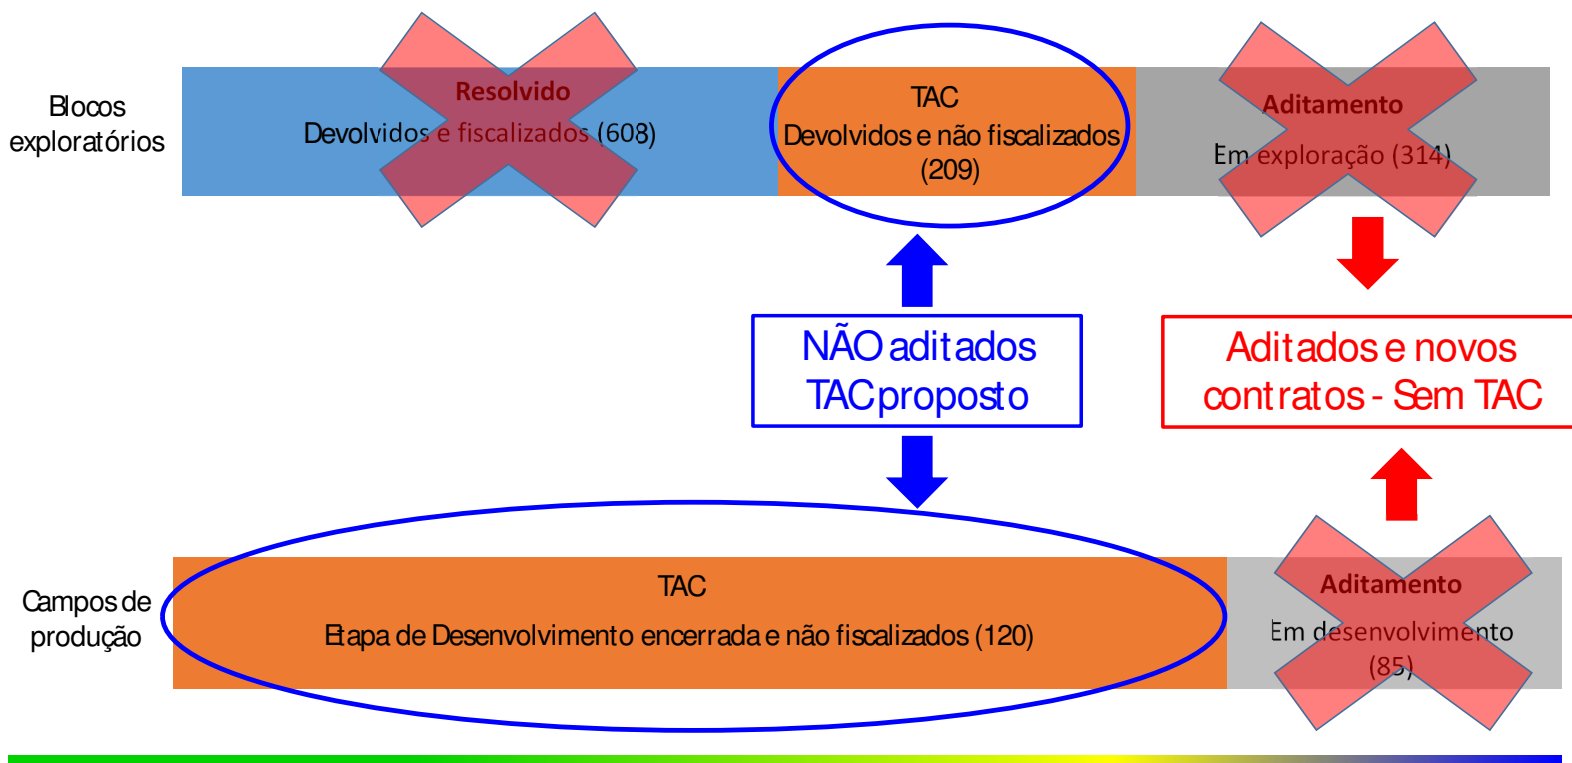 Blocos
exploratórios
Resolvido
Devolvidos e fiscalizados (608)
TAC
Devolvidos e não fiscalizados
(209)
Aditamento
Em exploração (314)
NÃO aditados
TAC proposto
Aditados e novos
contratos - Sem TAC
Campos de
produção
TAC
Etapa de Desenvolvimento encerrada e não fiscalizados (120)
Aditamento
Em desenvolvimento
(85)